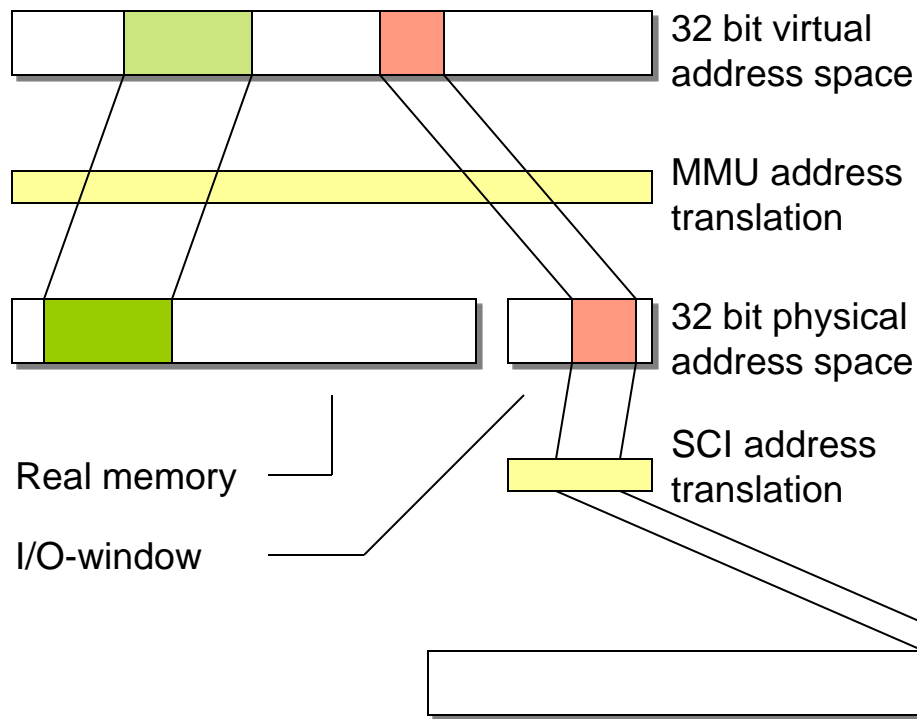 32 bit virtual
address space
MMU address
translation
32 bit physical
address space
SCI address
translation
Real memory
I/O-window